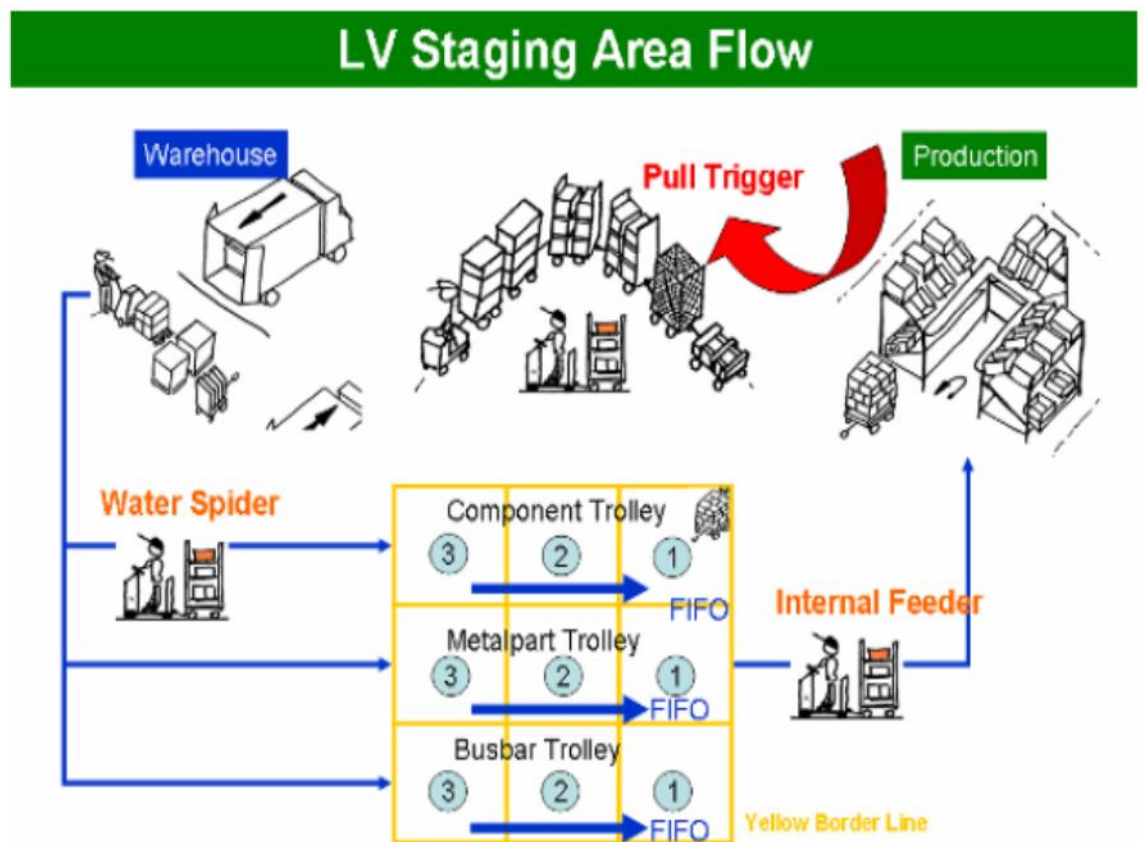 LV Staging Area Flow
Warehouse
Pull Trigger
Production
Water Spider
Component Trolley
3 2 1
FIFO
Internal Feeder
Metalpart Trolley
3 2 1
FIFO
Busbar Trolley
3 2 1
FIFO
Yellow Border Line